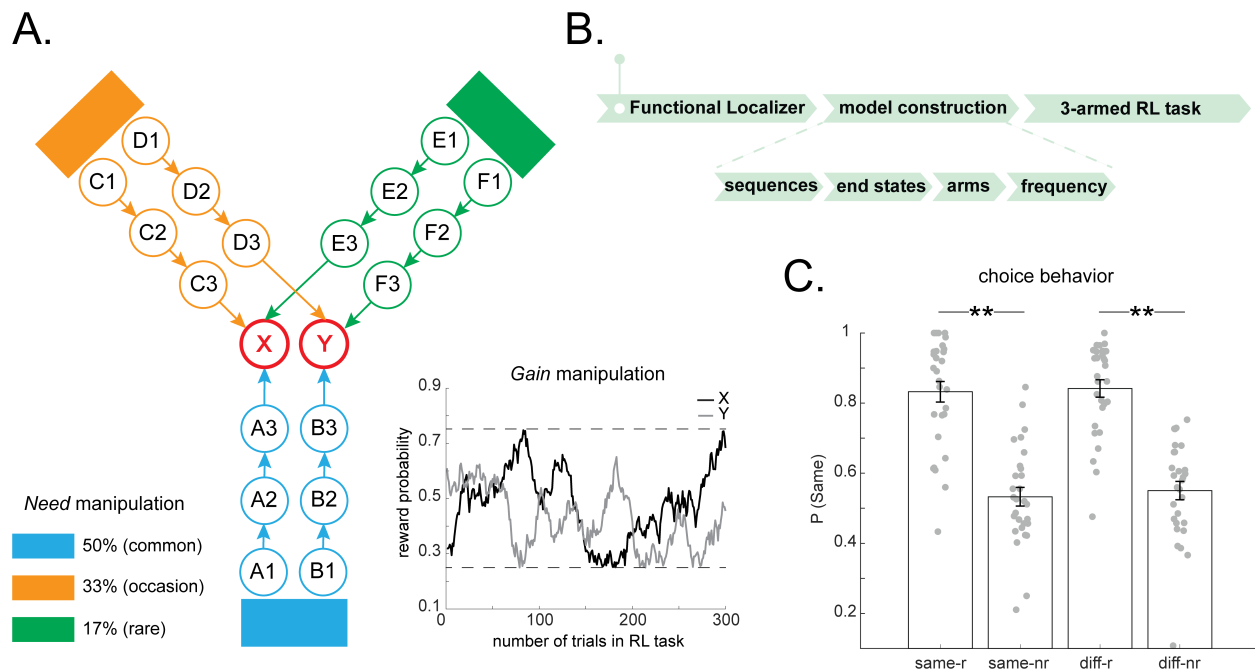 A.
D1
C1
D2
C2
D3
C3
E1
F1
E2
F2
E3
F3
X
Y
A3
B3
A2
B2
A1
B1
Need manipulation
50% (common)
33% (occasion)
17% (rare)
Gain manipulation
X
Y
reward probability
0.9
0.7
0.5
0.3
0.1
0
100
200
300
number of trials in RL task
B.
Functional Localizer
model construction
3-armed RL task
sequences
end states
arms
frequency
C.
choice behavior
**
**
P (Same)
1
0.8
0.6
0.4
0.2
same-r
same-nr
diff-r
diff-nr